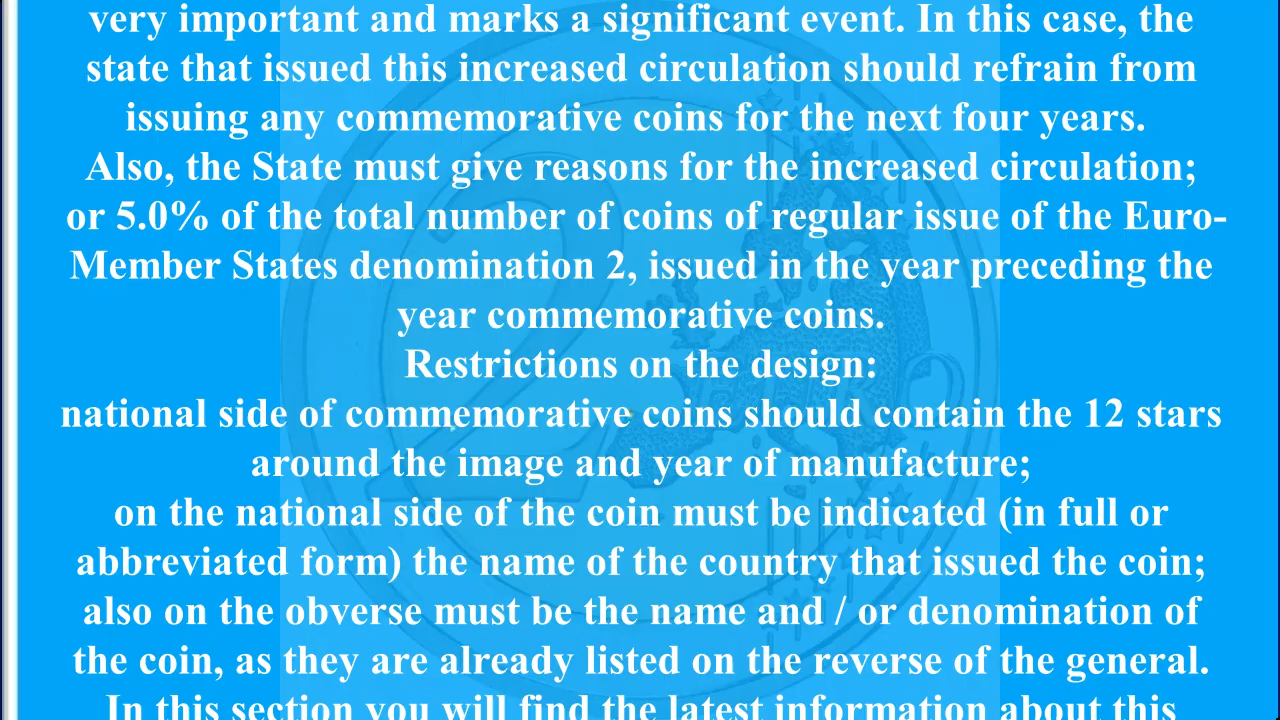 very important and marks a significant event. In this case, the
state that issued this increased circulation should refrain from
issuing any commemorative coins for the next four years.
Also, the State must give reasons for the increased circulation;
or 5.0% of the total number of coins of regular issue of the Euro-
Member States denomination 2, issued in the year preceding the
year commemorative coins.
Restrictions on the design:
national side of commemorative coins should contain the 12 stars
around the image and year of manufacture;
on the national side of the coin must be indicated (in full or
abbreviated form) the name of the country that issued the coin;
also on the obverse must be the name and / or denomination of
the coin, as they are already listed on the reverse of the general.
In this section you will find the latest information about this